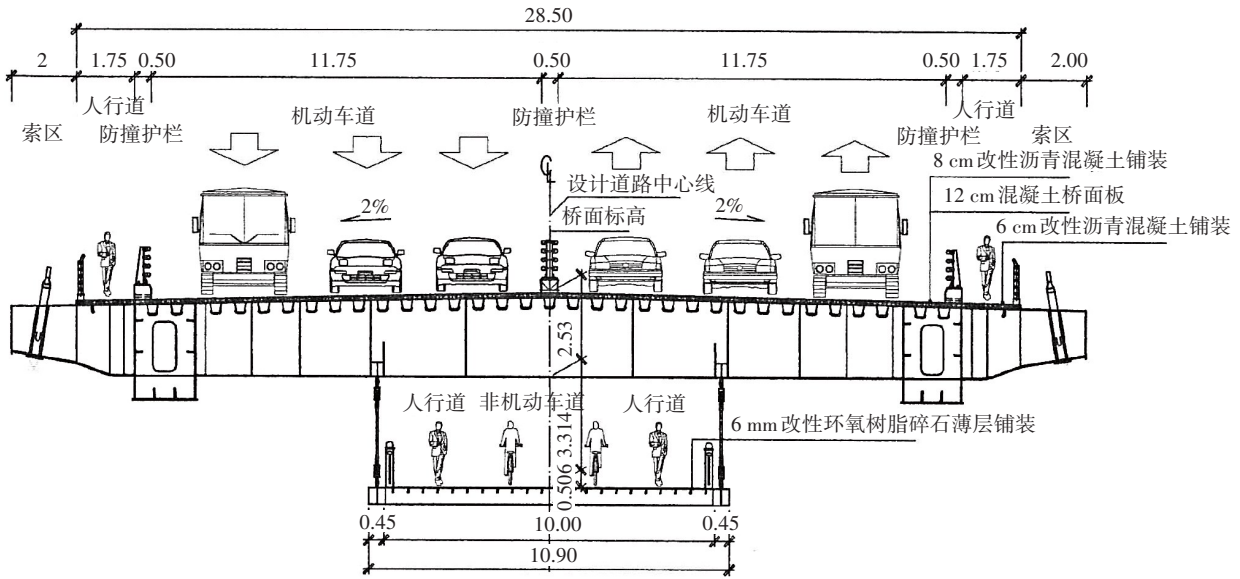 28.50
2 1.75 0.50 11.75 0.50 11.75 0.50 1.75 2.00
人行道 机动车道 防撞护栏 机动车道 人行道
索区 防撞护栏 防撞护栏 索区
8 cm改性沥青混凝土铺装
设计道路中心线
12 cm混凝土桥面板
2% 桥面标高 2%
6 cm改性沥青混凝土铺装
2.53
人行道 非机动车道 人行道
3.314
6 mm改性环氧树脂碎石薄层铺装
0.506
0.45 10.00 0.45
10.90